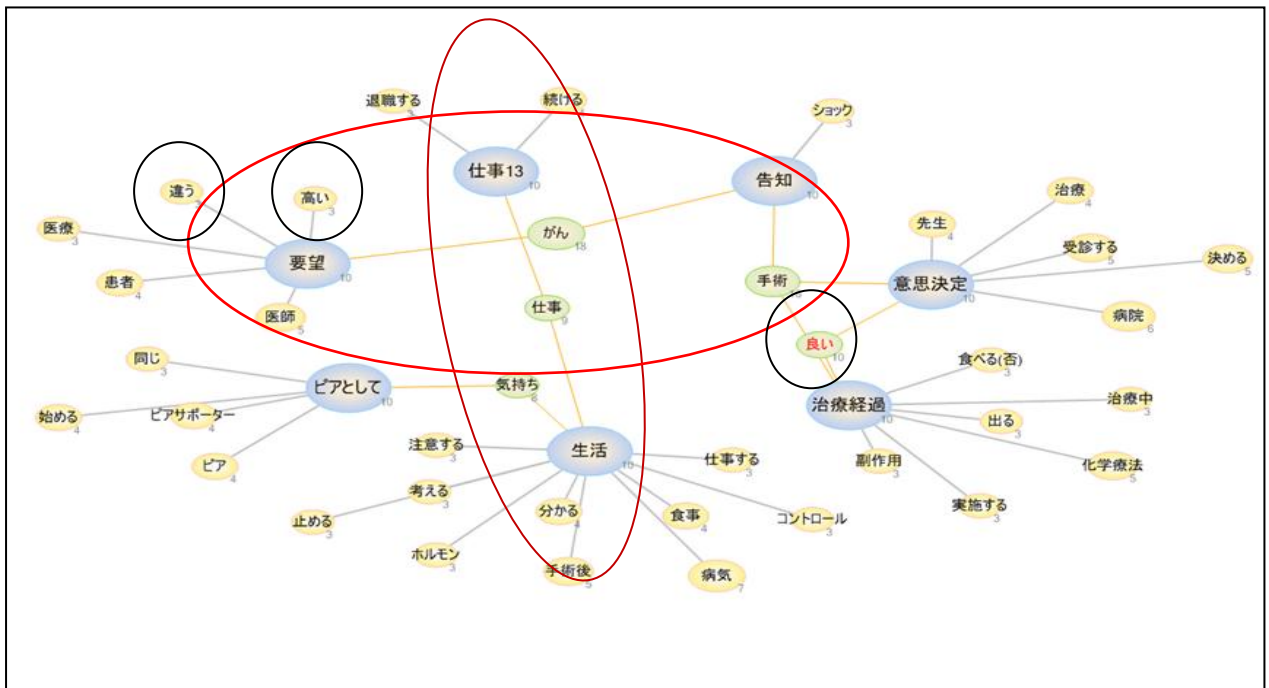 退職する
3
続ける
ショック
3
仕事13
10
告知
10
違う
3
高い
3
治療
4
先生
4
がん
18
医療
3
受診する
5
決める
5
要望
10
患者
4
手術
意思決定
10
仕事
9
医師
5
病院
6
良い
10
同じ
3
食べる(否)
3
ピアとして
10
気持ち
8
治療経過
10
治療中
3
始める
4
ピアサポーター
4
出る
3
注意する
3
生活
10
仕事する
3
副作用
3
化学療法
5
ピア
4
考える
3
止める
3
分かる
4
食事
4
コントロール
3
実施する
3
ホルモン
3
手術後
5
病気
7